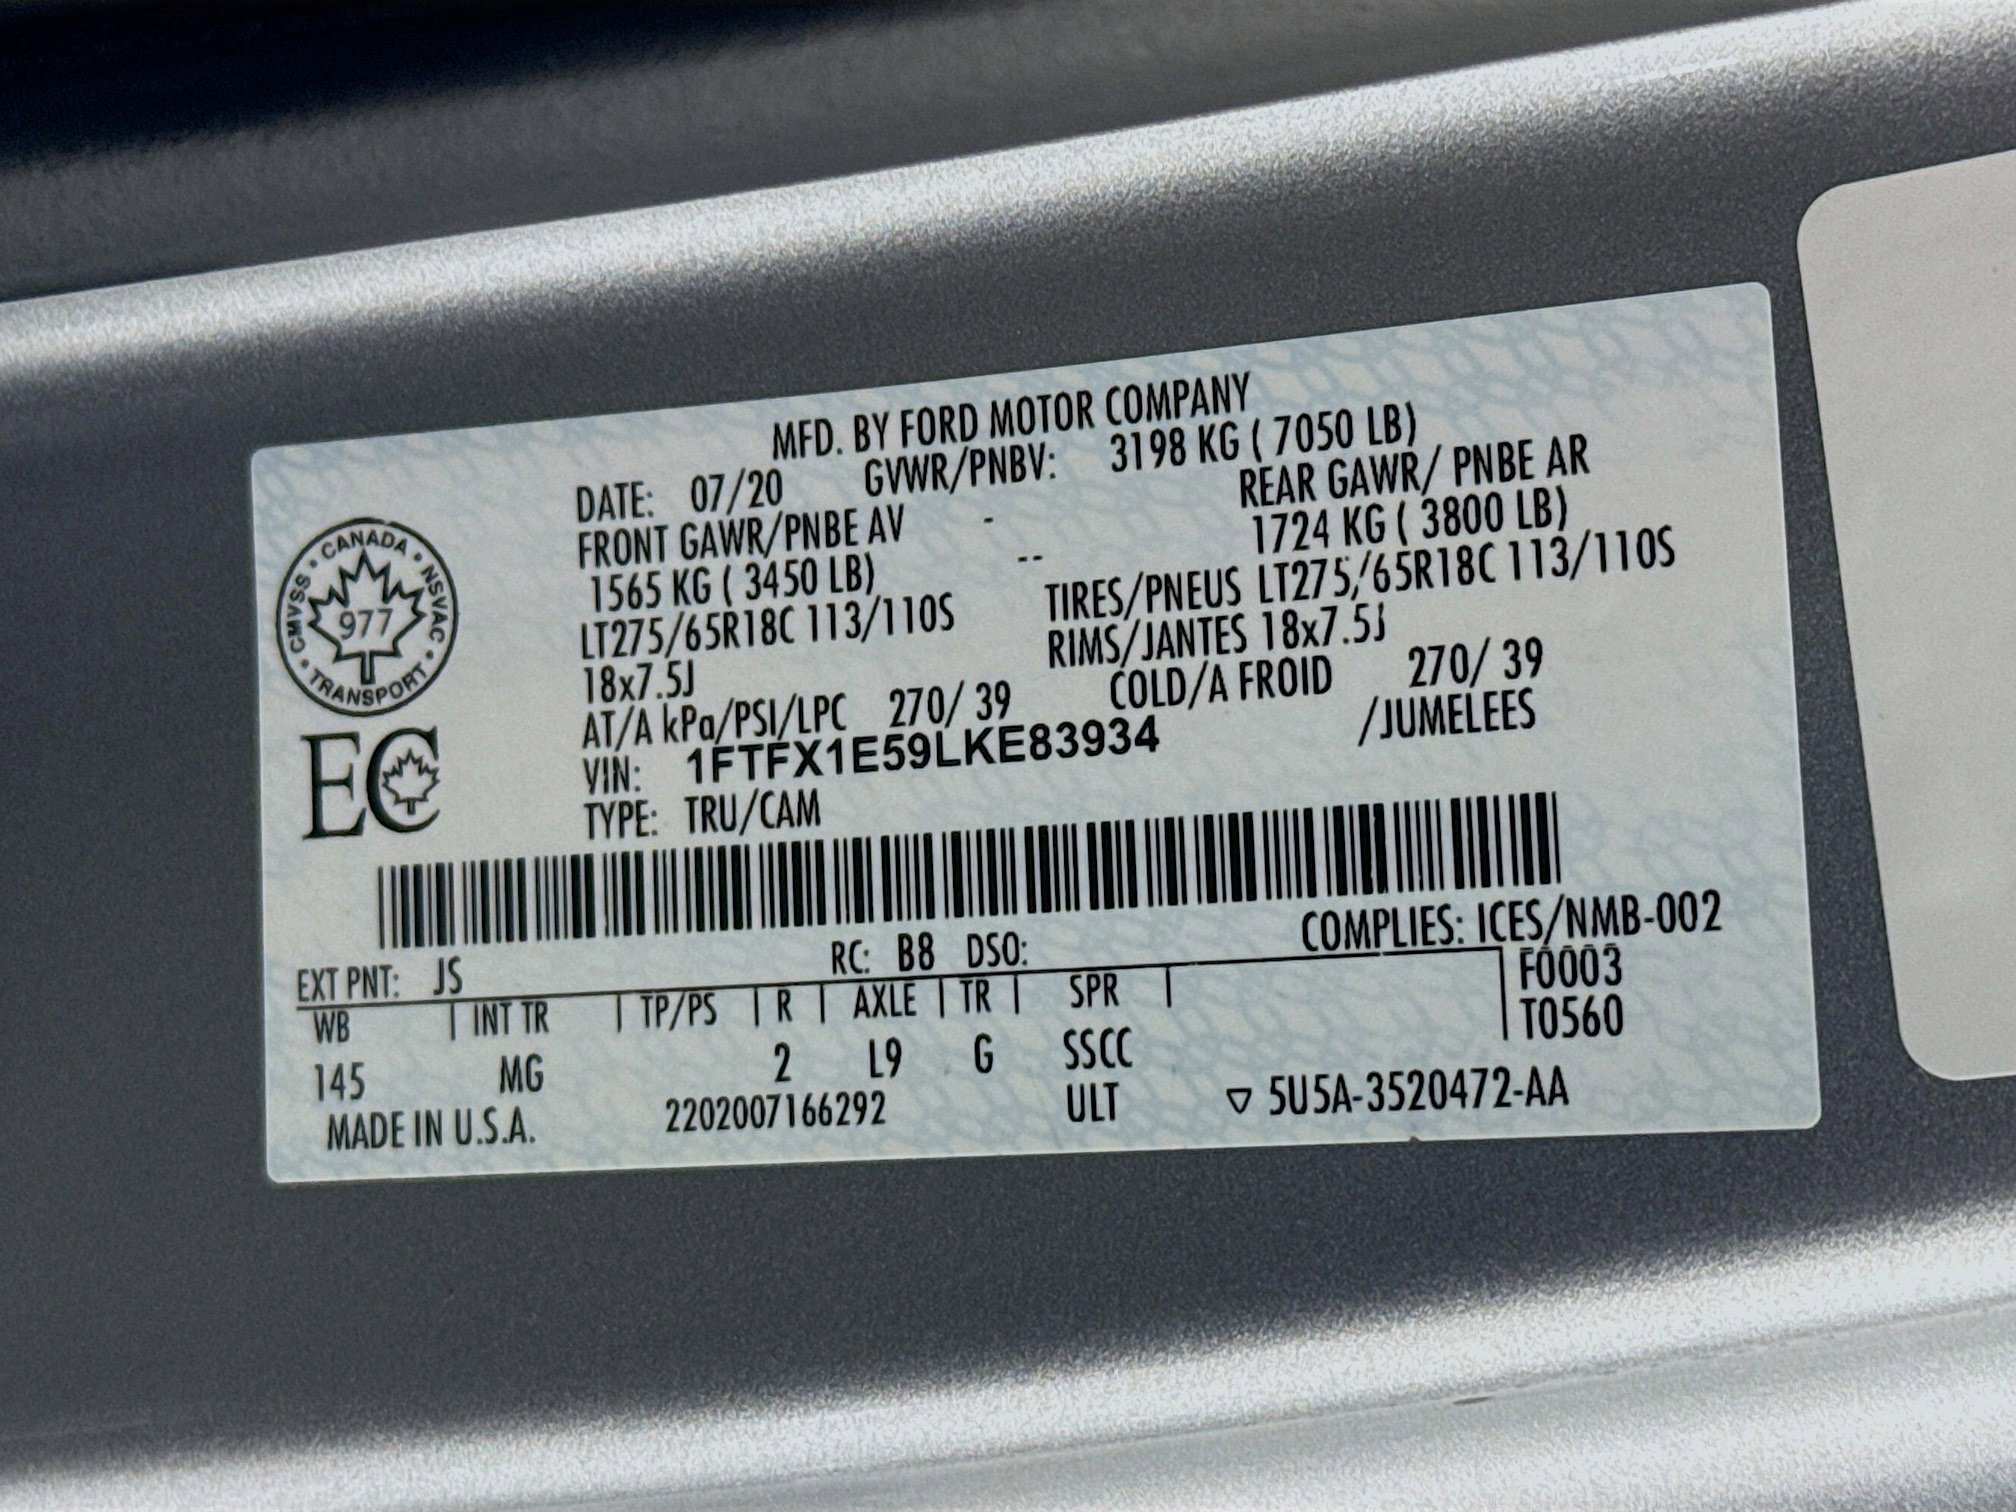 MFD. BY FORD MOTOR COMPANY
DATE: 07/20 GVWR/PNBV: 3198 KG ( 7050 LB)
FRONT GAWR/PNBE AV - REAR GAWR/ PNBE AR
1565 KG ( 3450 LB) -- 1724 KG ( 3800 LB)
LT275/65R18C 113/110S TIRES/PNEUS LT275/65R18C 113/110S
18x7.5J RIMS/JANTES 18x7.5J
AT/A kPa/PSI/LPC 270/ 39 COLD/A FROID 270/ 39
VIN: 1FTFX1E59LKE83934 /JUMELEES
TYPE: TRU/CAM
CANADA
CMVSS
NSVAC
977
TRANSPORT
EC
COMPLIES: ICES/NMB-002
EXT PNT: JS RC: B8 DSO: F0003
WB | INT TR | TP/PS | R | AXLE | TR | SPR | T0560
145 MG 2 L9 G SSCC
MADE IN U.S.A. 2202007166292 ULT ▽ 5U5A-3520472-AA